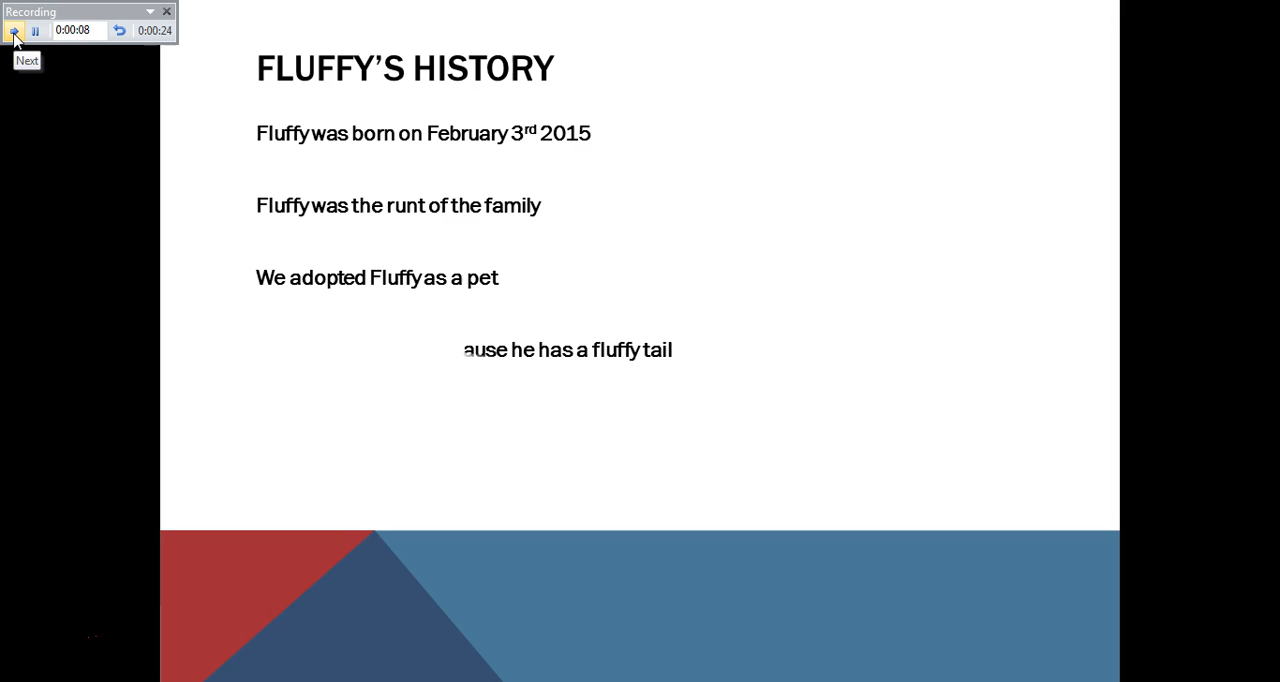 Recording
0:00:08 0:00:24
Next
FLUFFY’S HISTORY
Fluffy was born on February 3rd 2015
Fluffy was the runt of the family
We adopted Fluffy as a pet
ause he has a fluffy tail